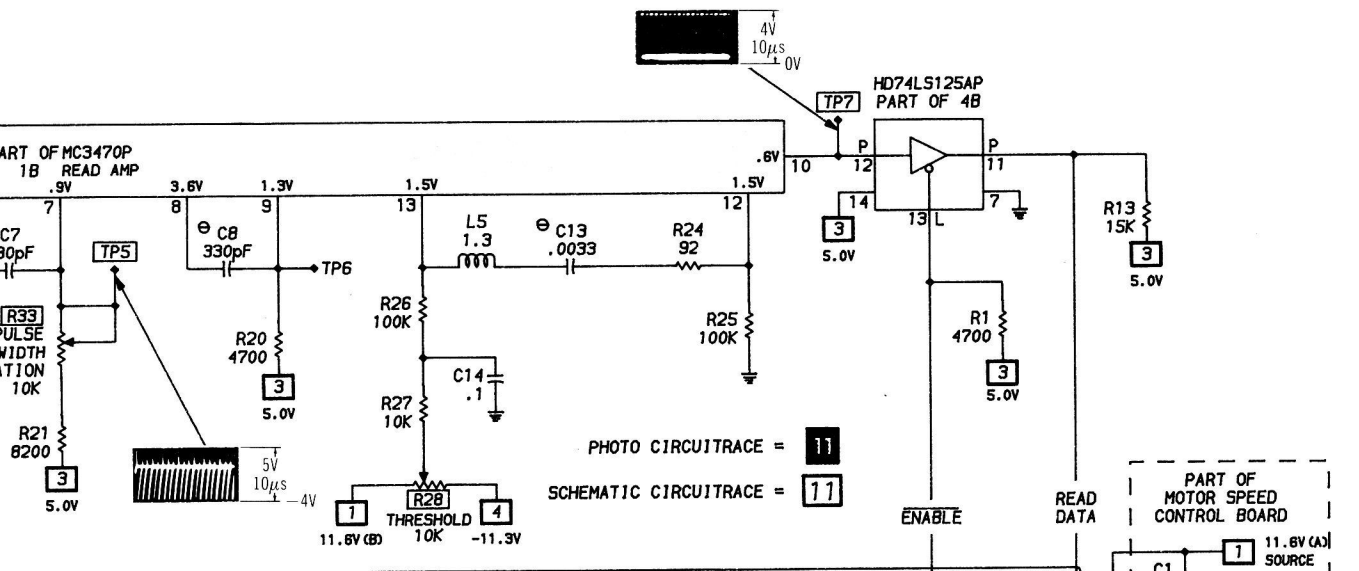 4V
10μs
0V
HD74LS125AP
PART OF 4B
TP7
ART OF MC3470P
1B READ AMP
.6V
10
P
12
P
11
.9V
3.6V
1.3V
1.5V
1.5V
7
8
9
13
12
14
13
L
7
3
5.0V
R13
15K
3
5.0V
C7
80pF
TP5
⊖ C8
330pF
TP6
L5
1.3
⊖ C13
.0033
R24
92
R33
PULSE
WIDTH
ATION
10K
R20
4700
3
5.0V
R26
100K
R25
100K
R1
4700
3
5.0V
C14
.1
R27
10K
R21
8200
3
5.0V
5V
10μs
-4V
PHOTO CIRCUITRACE = 11
SCHEMATIC CIRCUITRACE = 11
1
11.6V(B)
R28
THRESHOLD
10K
4
-11.3V
ENABLE
READ
DATA
PART OF
MOTOR SPEED
CONTROL BOARD
1
11.6V(A)
SOURCE
C1